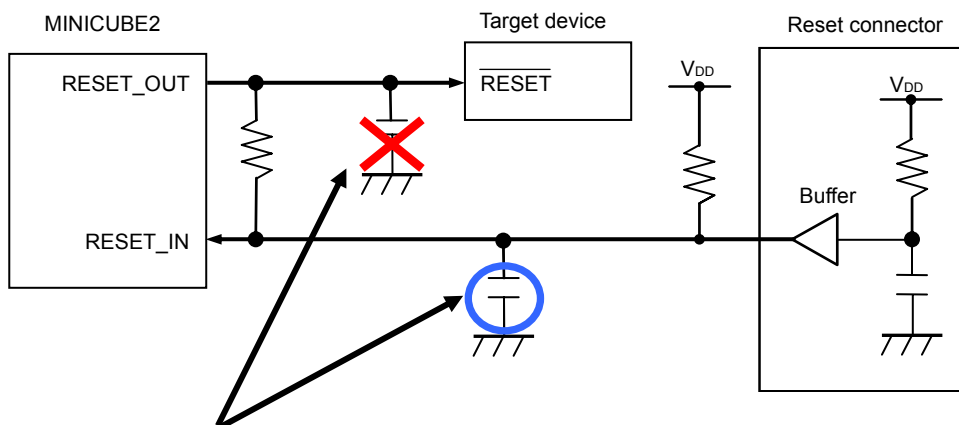 MINICUBE2
Target device
Reset connector
RESET_OUT
RESET
VDD
VDD
Buffer
RESET_IN